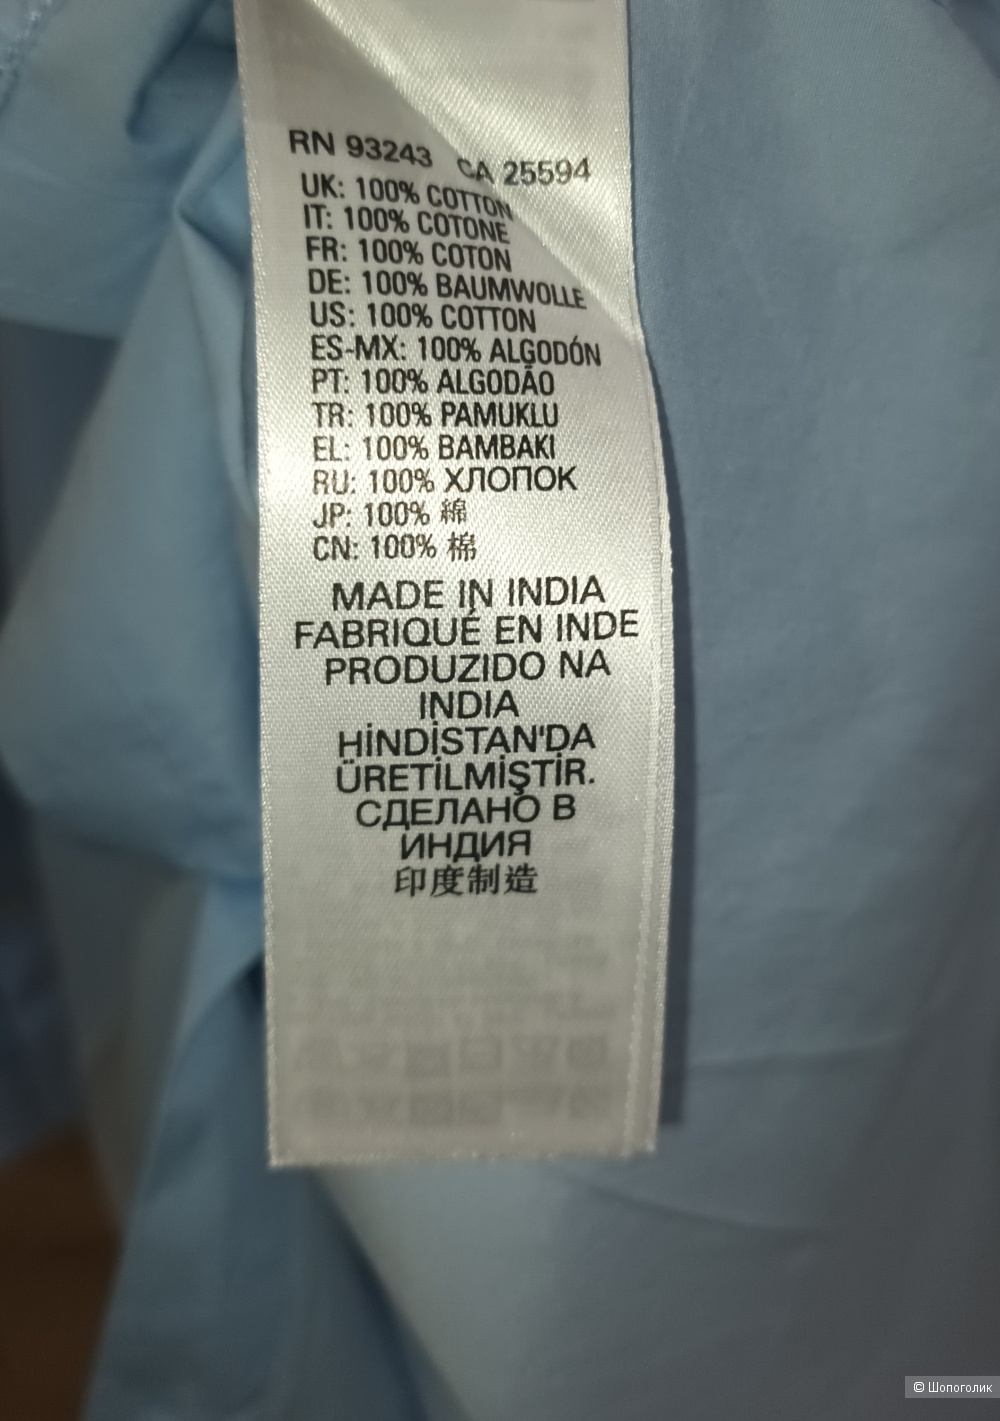 RN 93243 CA 25594
UK: 100% COTTON
IT: 100% COTONE
FR: 100% COTON
DE: 100% BAUMWOLLE
US: 100% COTTON
ES-MX: 100% ALGODÓN
PT: 100% ALGODÃO
TR: 100% PAMUKLU
EL: 100% BAMBAKI
RU: 100% ХЛОПОК
JP: 100% 綿
CN: 100% 棉
MADE IN INDIA
FABRIQUÉ EN INDE
PRODUZIDO NA
INDIA
HİNDİSTAN'DA
ÜRETİLMİŞTİR.
СДЕЛАНО В
ИНДИЯ
印度制造
© Шопоголик